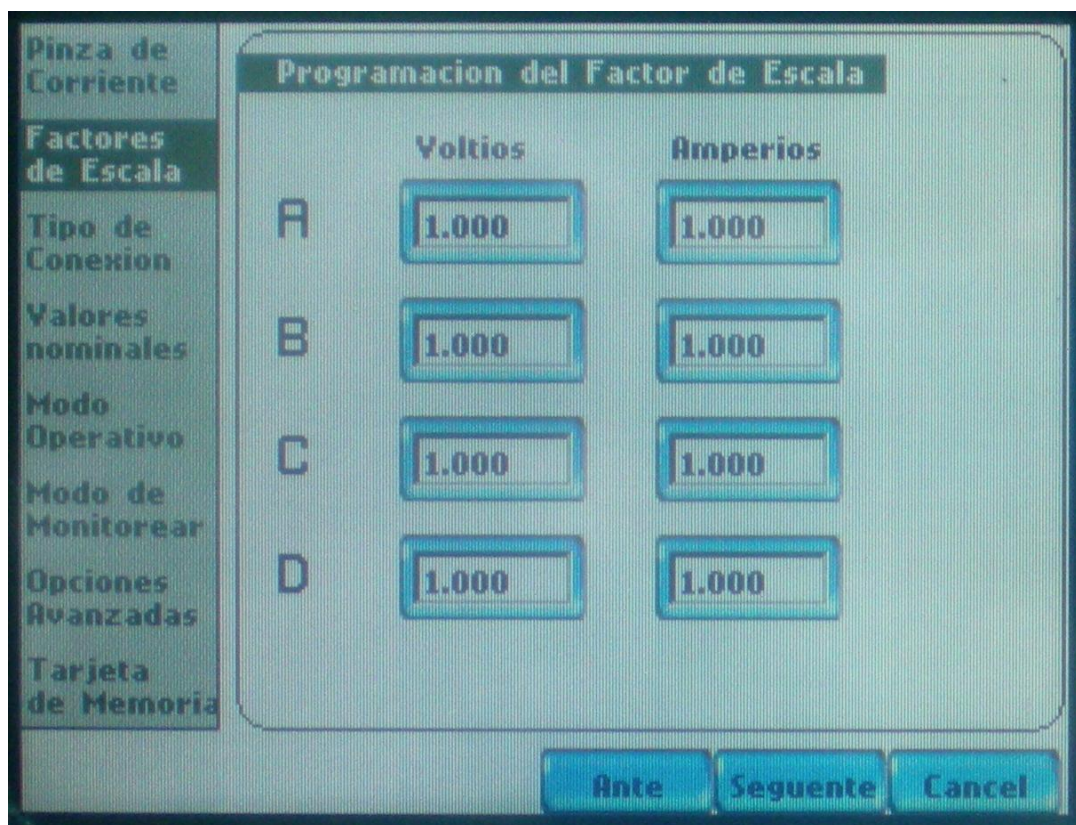 Pinza de
Corriente
Factores
de Escala
Tipo de
Conexion
Valores
nominales
Modo
Operativo
Modo de
Monitorear
Opciones
Avanzadas
Tarjeta
de Memoria
Programacion del Factor de Escala
Voltios Amperios
A 1.000 1.000
B 1.000 1.000
C 1.000 1.000
D 1.000 1.000
Ante Seguente Cancel